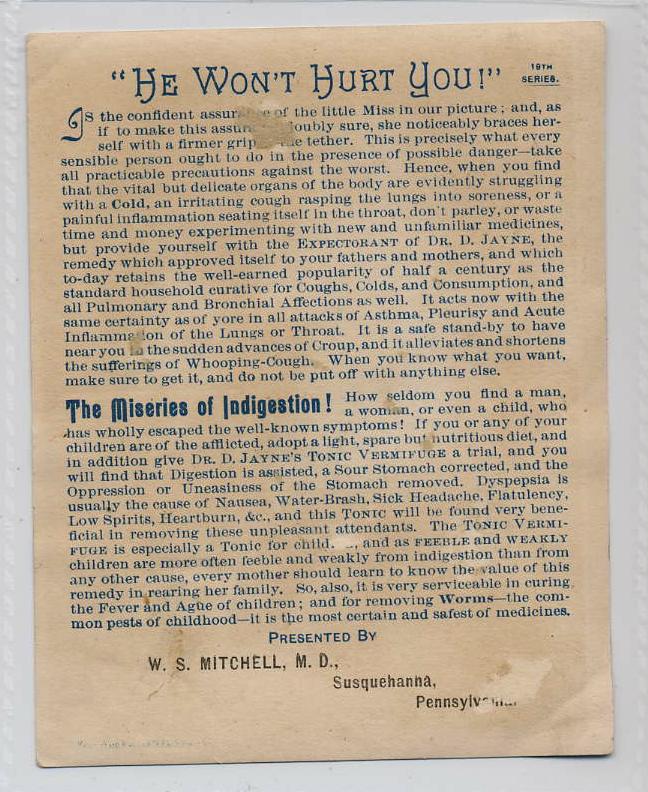 "HE WON'T HURT YOU!"
19TH
SERIES.
IS the confident of the little Miss in our picture; and, as
if to make this sure, she noticeably braces her-
self with a firmer grip tether. This is precisely what every
sensible person ought to do in the presence of possible danger—take
all practicable precautions against the worst. Hence, when you find
that the vital but delicate organs of the body are evidently struggling
with a Cold, an irritating cough rasping the lungs into soreness, or a
painful inflammation seating itself in the throat, don't parley, or waste
time and money experimenting with new and unfamiliar medicines,
but provide yourself with the EXPECTORANT of DR. D. JAYNE, the
remedy which approved itself to your fathers and mothers, and which
to-day retains the well-earned popularity of half a century as the
standard household curative for Coughs, Colds, and Consumption, and
all Pulmonary and Bronchial Affections as well. It acts now with the
same certainty as of yore in all attacks of Asthma, Pleurisy and Acute
Inflammation of the Lungs or Throat. It is a safe stand-by to have
near you in the sudden advances of Croup, and it alleviates and shortens
the sufferings of Whooping-Cough. When you know what you want,
make sure to get it, and do not be put off with anything else.
The Miseries of Indigestion! How seldom you find a man,
a woman, or even a child, who
has wholly escaped the well-known symptoms! If you or any of your
children are of the afflicted, adopt a light, spare but nutritious diet, and
in addition give DR. D. JAYNE'S TONIC VERMIFUGE a trial, and you
will find that Digestion is assisted, a Sour Stomach corrected, and the
Oppression or Uneasiness of the Stomach removed. Dyspepsia is
usually the cause of Nausea, Water-Brash, Sick Headache, Flatulency,
Low Spirits, Heartburn, &c., and this TONIC will be found very bene-
ficial in removing these unpleasant attendants. The TONIC VERMI-
FUGE is especially a Tonic for and as FEEBLE and WEAKLY
children are more often feeble and weakly from indigestion than from
any other cause, every mother should learn to know the value of this
remedy in rearing her family. So, also, it is very serviceable in curing
the Fever and Ague of children; and for removing Worms—the com-
mon pests of childhood—it is the most certain and safest of medicines.
PRESENTED BY
W. S. MITCHELL, M. D.,
Susquehanna,